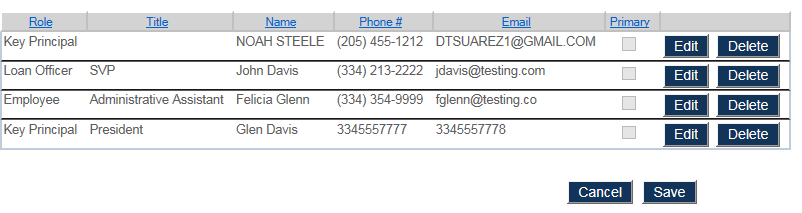 Role Title Name Phone # Email Primary
Key Principal NOAH STEELE (205) 455-1212 DTSUAREZ1@GMAIL.COM Edit Delete
Loan Officer SVP John Davis (334) 213-2222 jdavis@testing.com Edit Delete
Employee Administrative Assistant Felicia Glenn (334) 354-9999 fglenn@testing.co Edit Delete
Key Principal President Glen Davis 3345557777 3345557778 Edit Delete
Cancel Save